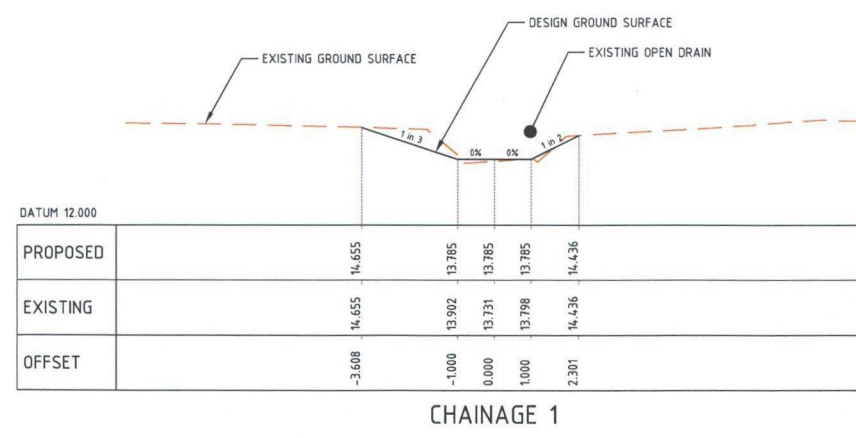 DESIGN GROUND SURFACE
EXISTING GROUND SURFACE
EXISTING OPEN DRAIN
1 in 3
0%
0%
1 in 2
DATUM 12.000
PROPOSED 14.655 13.785 13.785 13.785 14.436
EXISTING 14.655 13.902 13.731 13.798 14.436
OFFSET -3.608 -1.000 0.000 1.000 2.301
CHAINAGE 1